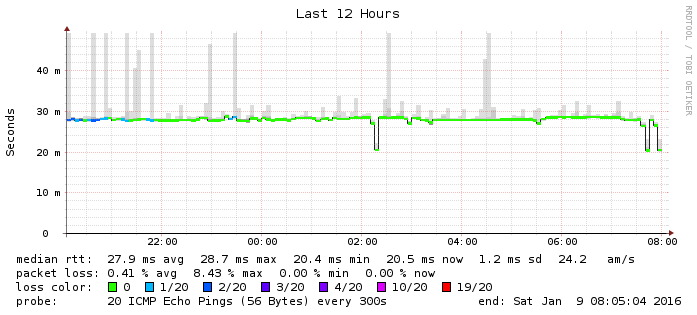 Last 12 Hours
RRDTOOL / TOBI OETIKER
Seconds
40 m
30 m
20 m
10 m
0
22:00 00:00 02:00 04:00 06:00 08:00
median rtt: 27.9 ms avg 28.7 ms max 20.4 ms min 20.5 ms now 1.2 ms sd 24.2 am/s
packet loss: 0.41 % avg 8.43 % max 0.00 % min 0.00 % now
loss color: 0 1/20 2/20 3/20 4/20 10/20 19/20
probe: 20 ICMP Echo Pings (56 Bytes) every 300s end: Sat Jan 9 08:05:04 2016